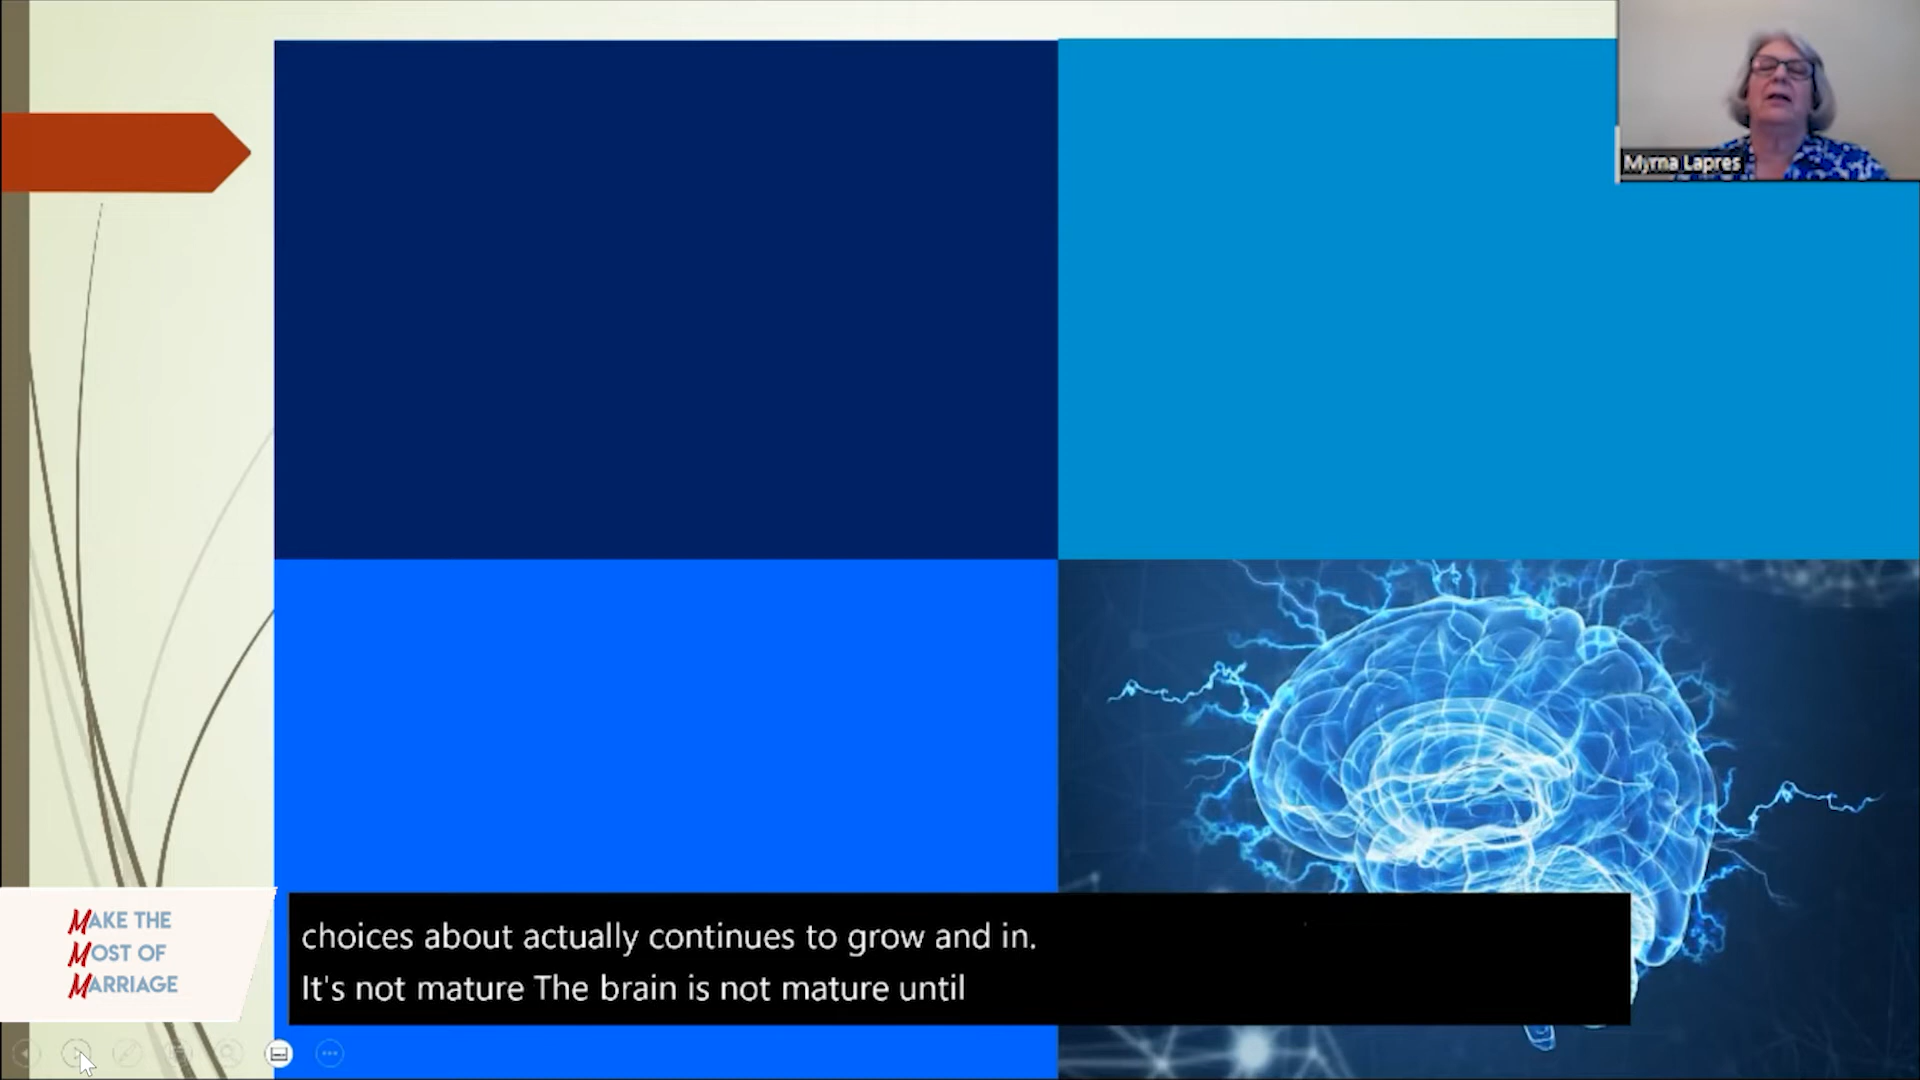 Myrna Lapres
MAKE THE
MOST OF
MARRIAGE
choices about actually continues to grow and in.
It's not mature The brain is not mature until